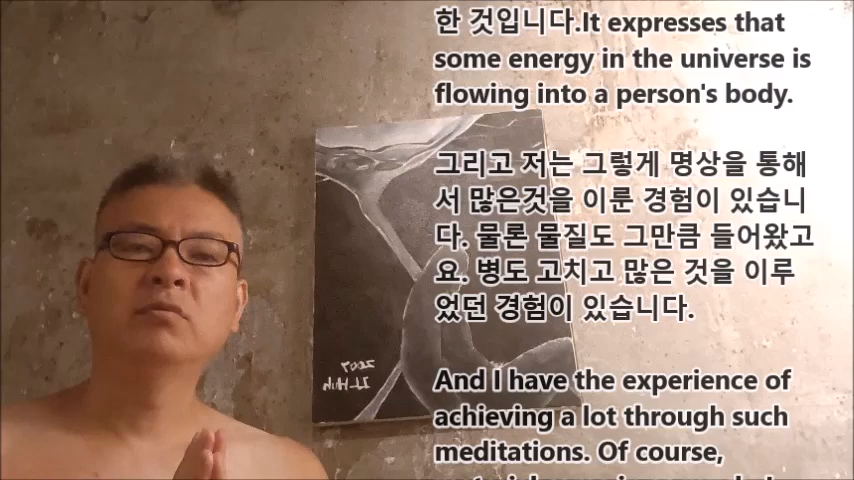 한 것입니다.It expresses that
some energy in the universe is
flowing into a person's body.
그리고 저는 그렇게 명상을 통해
서 많은것을 이룬 경험이 있습니
다. 물론 물질도 그만큼 들어왔고
요. 병도 고치고 많은 것을 이루
었던 경험이 있습니다.
And I have the experience of
achieving a lot through such
meditations. Of course,
2007